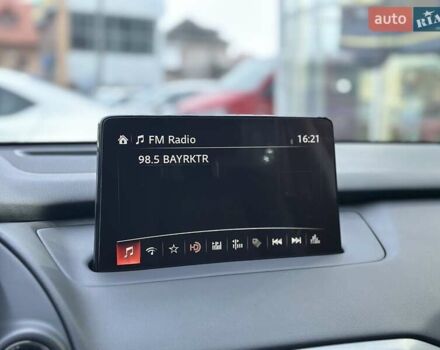 auto RIA
FM Radio 16:21
98.5 BAYRKTR